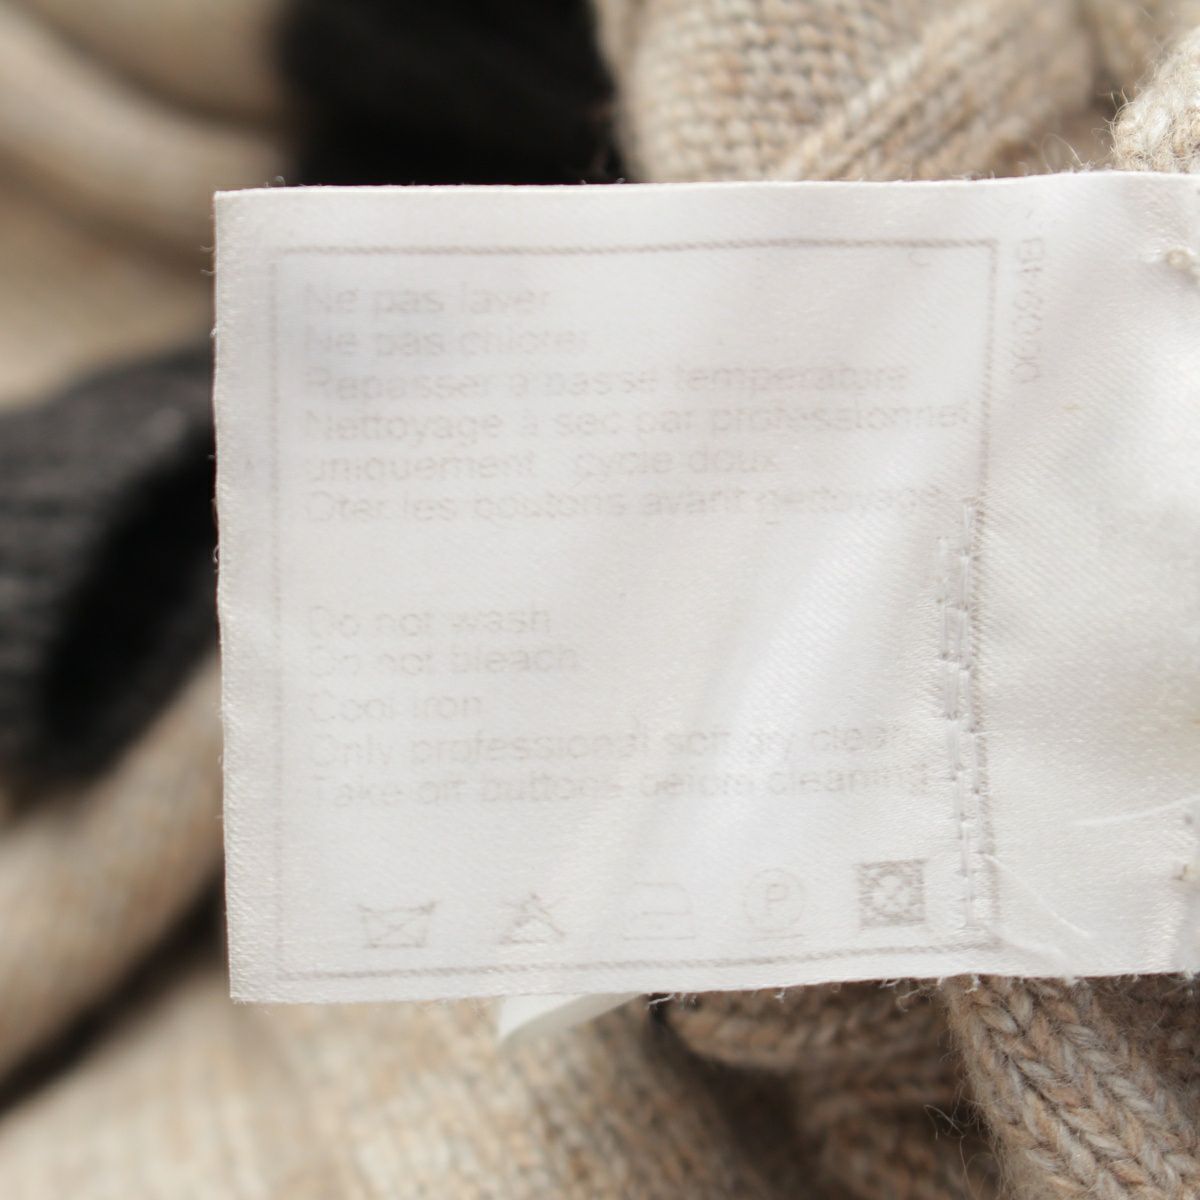 Ne pas laver
Ne pas chlorer
Repasser à basse température
Nettoyage à sec par professionnel
uniquement cycle doux
Oter les boutons avant nettoyage
Do not wash
Do not bleach
Cool iron
Only professional soft dry clean
Take off buttons before cleaning
P